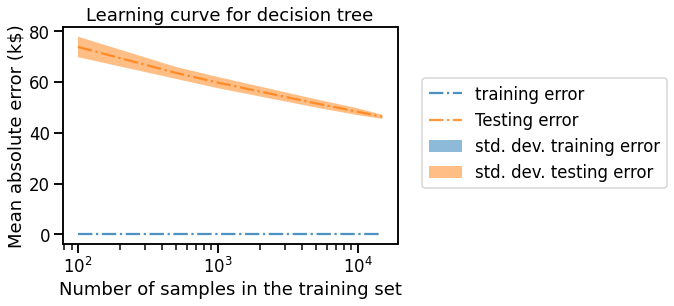 Learning curve for decision tree
Mean absolute error (k$)
80
60
40
20
0
10²
10³
10⁴
Number of samples in the training set
training error
Testing error
std. dev. training error
std. dev. testing error